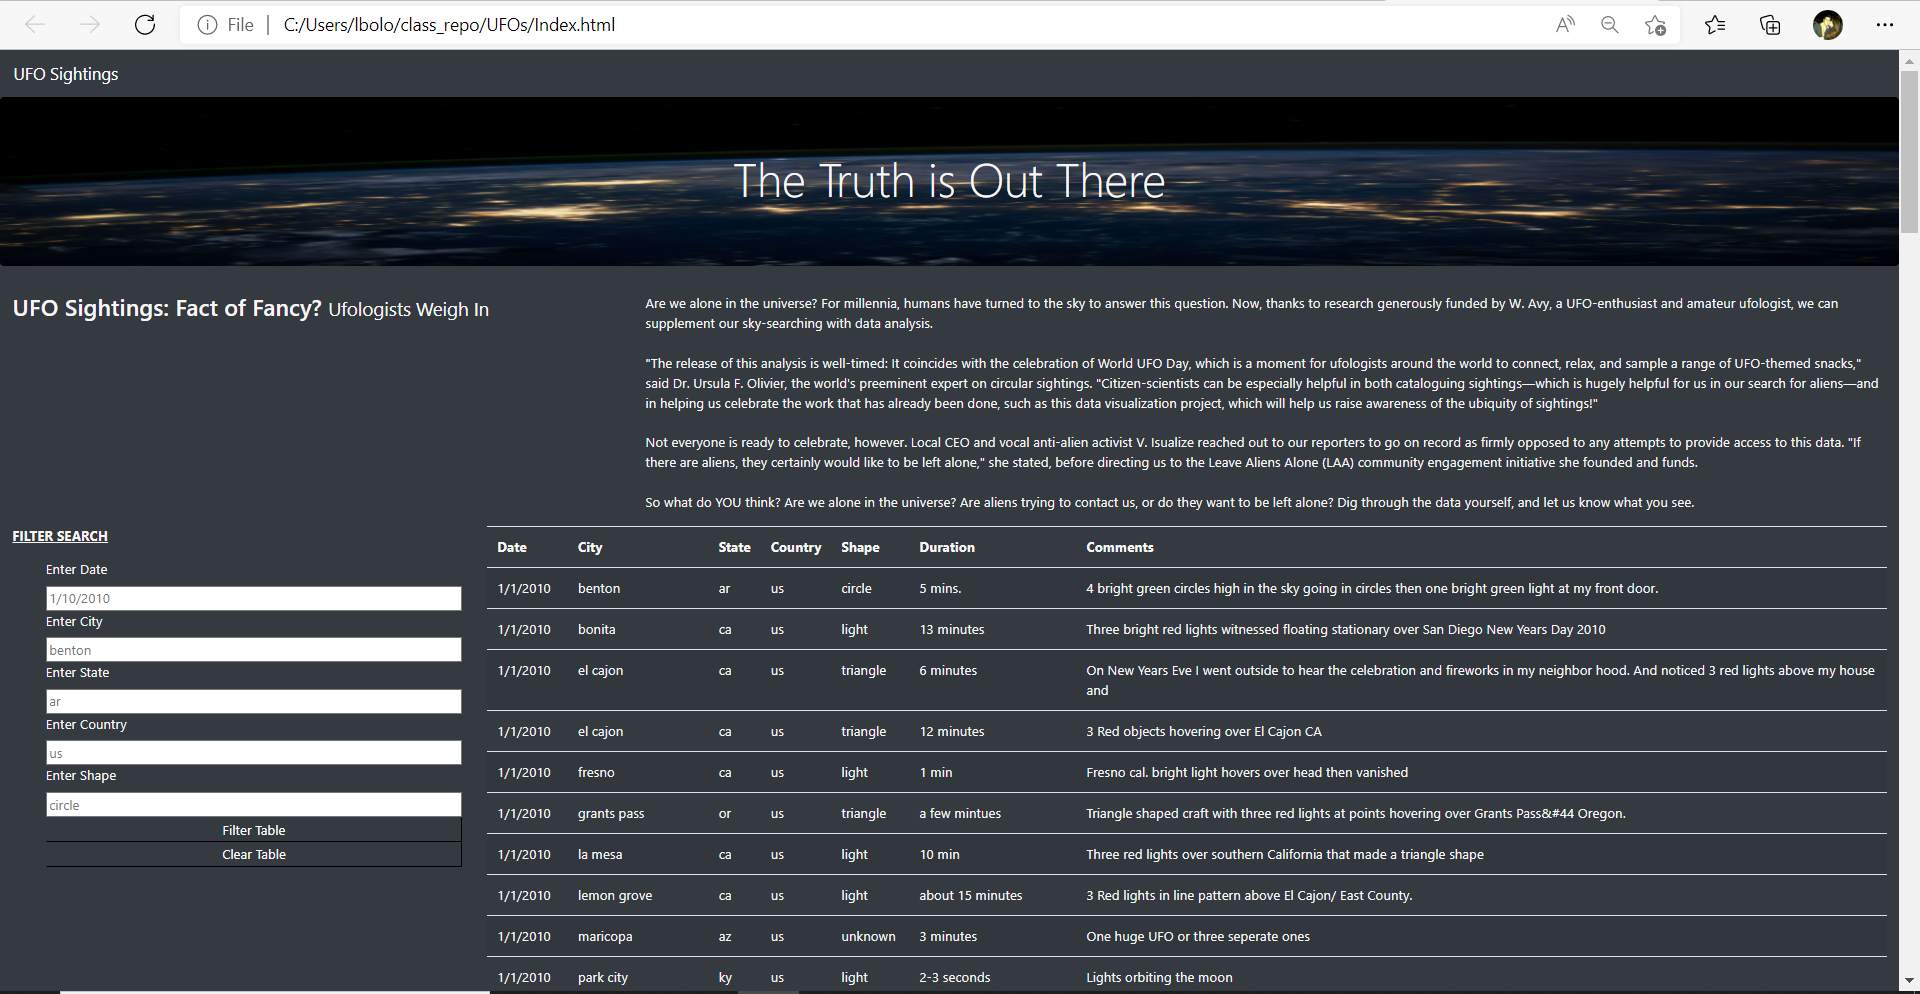 File | C:/Users/lbolo/class_repo/UFOs/Index.html
UFO Sightings
The Truth is Out There
UFO Sightings: Fact of Fancy? Ufologists Weigh In
Are we alone in the universe? For millennia, humans have turned to the sky to answer this question. Now, thanks to research generously funded by W. Avy, a UFO-enthusiast and amateur ufologist, we can
supplement our sky-searching with data analysis.
"The release of this analysis is well-timed: It coincides with the celebration of World UFO Day, which is a moment for ufologists around the world to connect, relax, and sample a range of UFO-themed snacks,"
said Dr. Ursula F. Olivier, the world's preeminent expert on circular sightings. "Citizen-scientists can be especially helpful in both cataloguing sightings—which is hugely helpful for us in our search for aliens—and
in helping us celebrate the work that has already been done, such as this data visualization project, which will help us raise awareness of the ubiquity of sightings!"
Not everyone is ready to celebrate, however. Local CEO and vocal anti-alien activist V. Isualize reached out to our reporters to go on record as firmly opposed to any attempts to provide access to this data. "If
there are aliens, they certainly would like to be left alone," she stated, before directing us to the Leave Aliens Alone (LAA) community engagement initiative she founded and funds.
So what do YOU think? Are we alone in the universe? Are aliens trying to contact us, or do they want to be left alone? Dig through the data yourself, and let us know what you see.
FILTER SEARCH
Enter Date
1/10/2010
Enter City
benton
Enter State
ar
Enter Country
us
Enter Shape
circle
Filter Table
Clear Table
Date City State Country Shape Duration Comments
1/1/2010 benton ar us circle 5 mins. 4 bright green circles high in the sky going in circles then one bright green light at my front door.
1/1/2010 bonita ca us light 13 minutes Three bright red lights witnessed floating stationary over San Diego New Years Day 2010
1/1/2010 el cajon ca us triangle 6 minutes On New Years Eve I went outside to hear the celebration and fireworks in my neighbor hood. And noticed 3 red lights above my house
and
1/1/2010 el cajon ca us triangle 12 minutes 3 Red objects hovering over El Cajon CA
1/1/2010 fresno ca us light 1 min Fresno cal. bright light hovers over head then vanished
1/1/2010 grants pass or us triangle a few mintues Triangle shaped craft with three red lights at points hovering over Grants Pass&#44 Oregon.
1/1/2010 la mesa ca us light 10 min Three red lights over southern California that made a triangle shape
1/1/2010 lemon grove ca us light about 15 minutes 3 Red lights in line pattern above El Cajon/ East County.
1/1/2010 maricopa az us unknown 3 minutes One huge UFO or three seperate ones
1/1/2010 park city ky us light 2-3 seconds Lights orbiting the moon